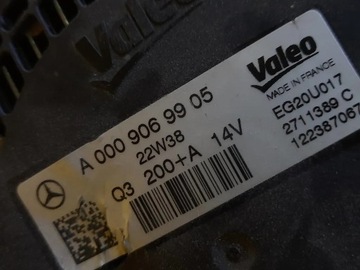 Valeo
Valeo
MADE IN FRANCE
A 000 906 99 05
22W38
Q3 200+A 14V
EG20U017
2711389 C
122387067